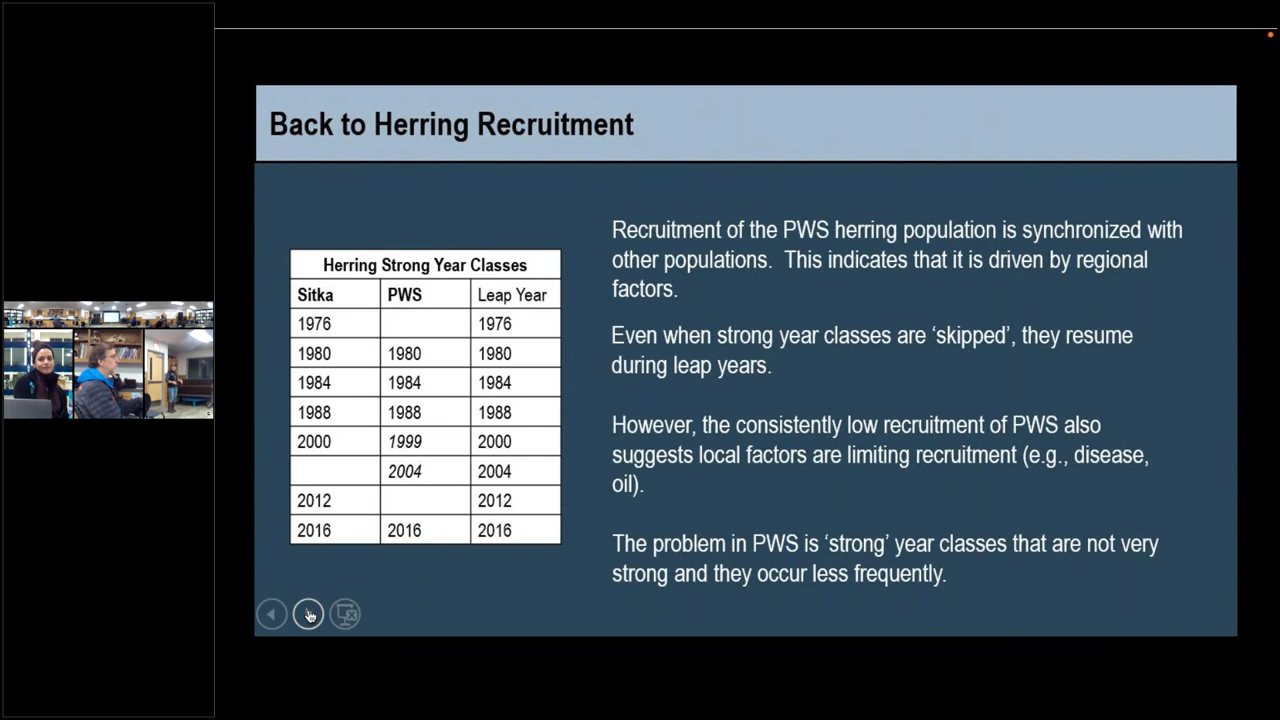 Back to Herring Recruitment
Herring Strong Year Classes
Sitka PWS Leap Year
1976 1976
1980 1980 1980
1984 1984 1984
1988 1988 1988
2000 1999 2000
2004 2004
2012 2012
2016 2016 2016
Recruitment of the PWS herring population is synchronized with
other populations. This indicates that it is driven by regional
factors.
Even when strong year classes are ‘skipped’, they resume
during leap years.
However, the consistently low recruitment of PWS also
suggests local factors are limiting recruitment (e.g., disease,
oil).
The problem in PWS is ‘strong’ year classes that are not very
strong and they occur less frequently.